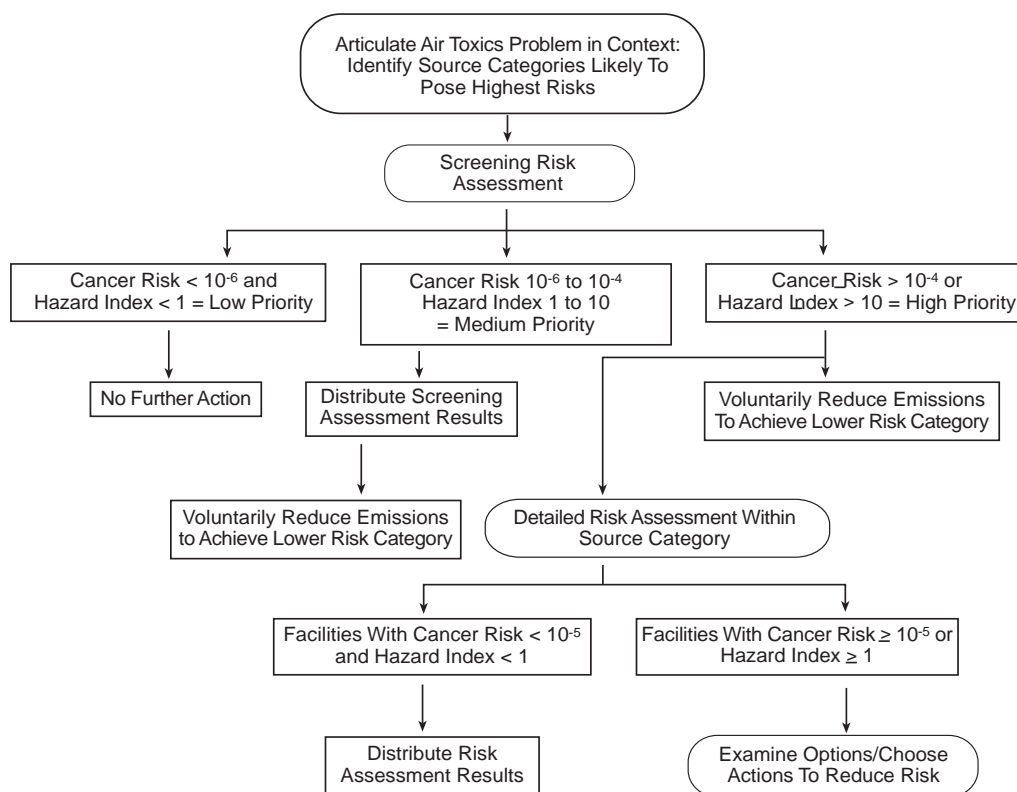 Articulate Air Toxics Problem in Context:
Identify Source Categories Likely To
Pose Highest Risks
Screening Risk
Assessment
Cancer Risk < 10⁻⁶ and
Hazard Index < 1 = Low Priority
Cancer Risk 10⁻⁶ to 10⁻⁴
Hazard Index 1 to 10
= Medium Priority
Cancer Risk > 10⁻⁴ or
Hazard Index > 10 = High Priority
No Further Action
Distribute Screening
Assessment Results
Voluntarily Reduce Emissions
To Achieve Lower Risk Category
Voluntarily Reduce Emissions
to Achieve Lower Risk Category
Detailed Risk Assessment Within
Source Category
Facilities With Cancer Risk < 10⁻⁵
and Hazard Index < 1
Facilities With Cancer Risk ≥ 10⁻⁵ or
Hazard Index ≥ 1
Distribute Risk
Assessment Results
Examine Options/Choose
Actions To Reduce Risk